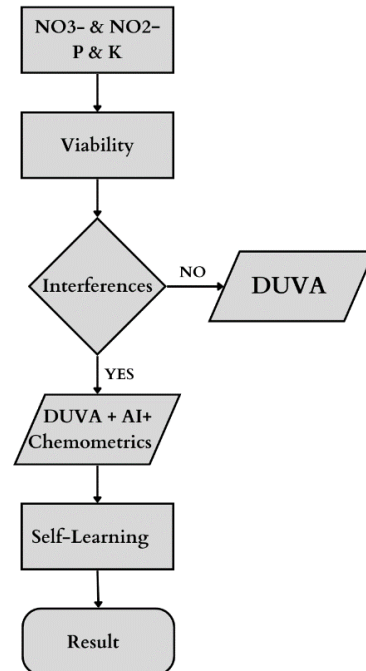 NO3- & NO2-
P & K
Viability
Interferences
NO
DUVA
YES
DUVA + AI+
Chemometrics
Self-Learning
Result